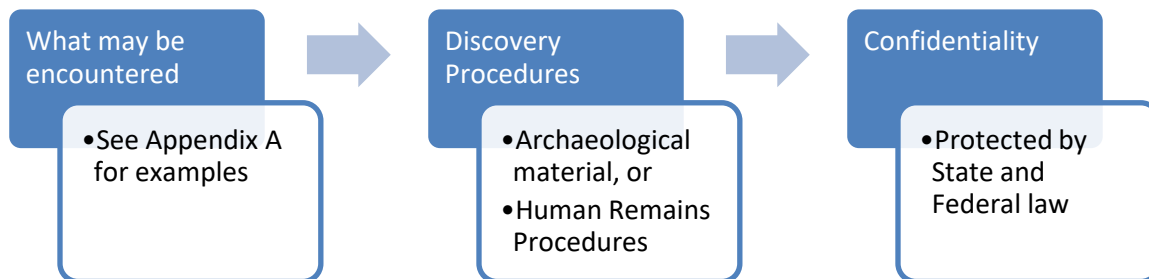 What may be
encountered
•See Appendix A
for examples
Discovery
Procedures
•Archaeological
material, or
•Human Remains
Procedures
Confidentiality
•Protected by
State and
Federal law